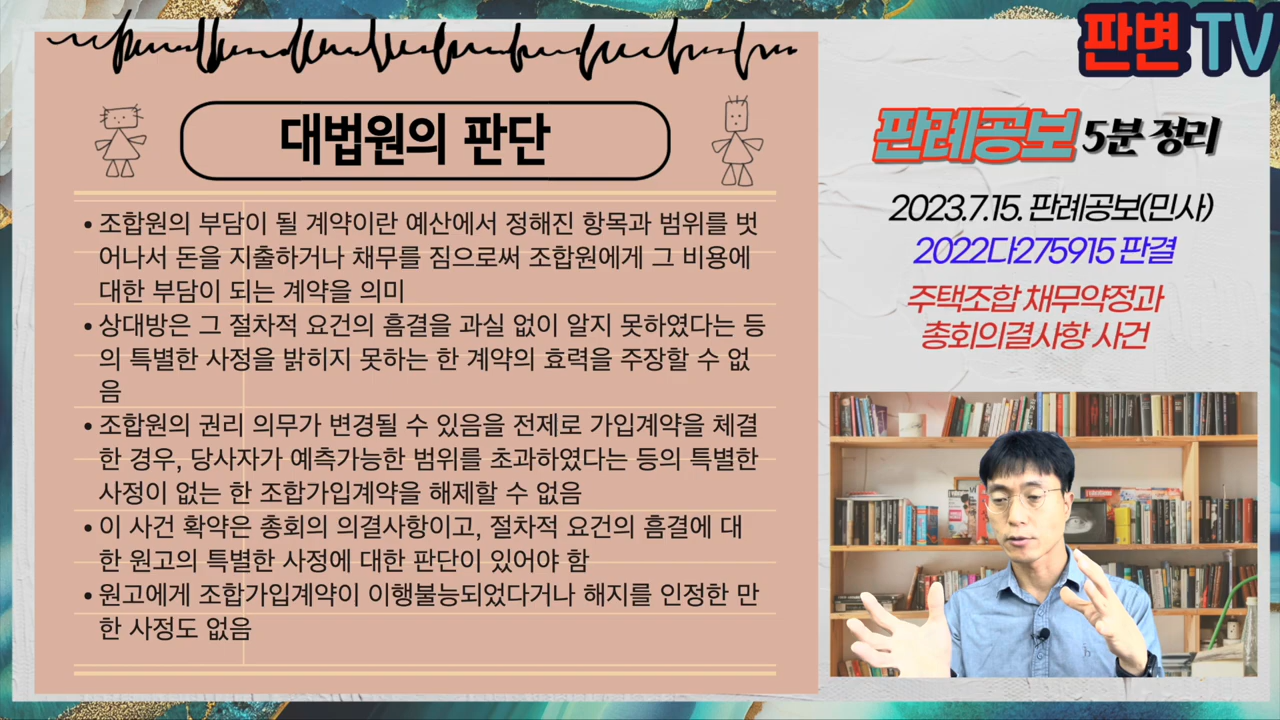 판변 TV
대법원의 판단
• 조합원의 부담이 될 계약이란 예산에서 정해진 항목과 범위를 벗
어나서 돈을 지출하거나 채무를 짐으로써 조합원에게 그 비용에
대한 부담이 되는 계약을 의미
• 상대방은 그 절차적 요건의 흠결을 과실 없이 알지 못하였다는 등
의 특별한 사정을 밝히지 못하는 한 계약의 효력을 주장할 수 없
음
• 조합원의 권리 의무가 변경될 수 있음을 전제로 가입계약을 체결
한 경우, 당사자가 예측가능한 범위를 초과하였다는 등의 특별한
사정이 없는 한 조합가입계약을 해제할 수 없음
• 이 사건 확약은 총회의 의결사항이고, 절차적 요건의 흠결에 대
한 원고의 특별한 사정에 대한 판단이 있어야 함
• 원고에게 조합가입계약이 이행불능되었다거나 해지를 인정한 만
한 사정도 없음
판례공보 5분 정리
2023.7.15. 판례공보(민사)
2022다275915 판결
주택조합 채무약정과
총회의결사항 사건